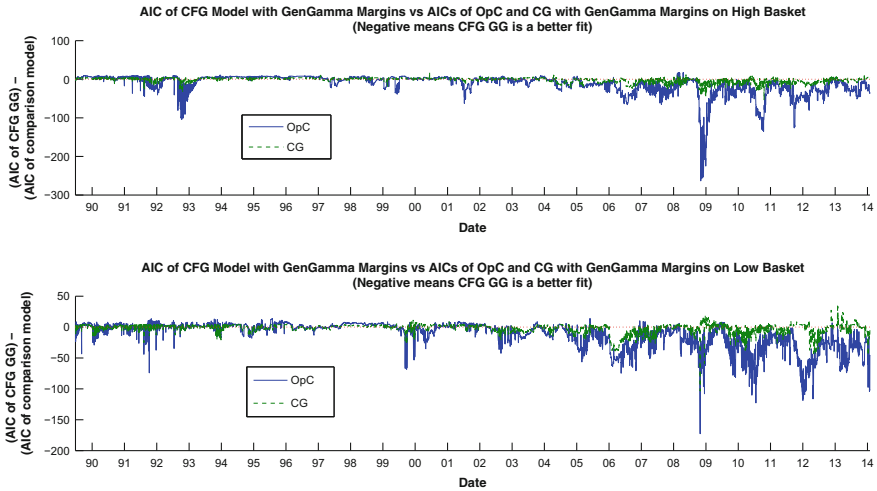 AIC of CFG Model with GenGamma Margins vs AICs of OpC and CG with GenGamma Margins on High Basket
(Negative means CFG GG is a better fit)
(AIC of CFG GG) –
(AIC of comparison model)
100
0
−100
−200
−300
OpC
CG
90 91 92 93 94 95 96 97 98 99 00 01 02 03 04 05 06 07 08 09 10 11 12 13 14
Date
AIC of CFG Model with GenGamma Margins vs AICs of OpC and CG with GenGamma Margins on Low Basket
(Negative means CFG GG is a better fit)
(AIC of CFG GG) –
(AIC of comparison model)
50
0
−50
−100
−150
−200
OpC
CG
90 91 92 93 94 95 96 97 98 99 00 01 02 03 04 05 06 07 08 09 10 11 12 13 14
Date